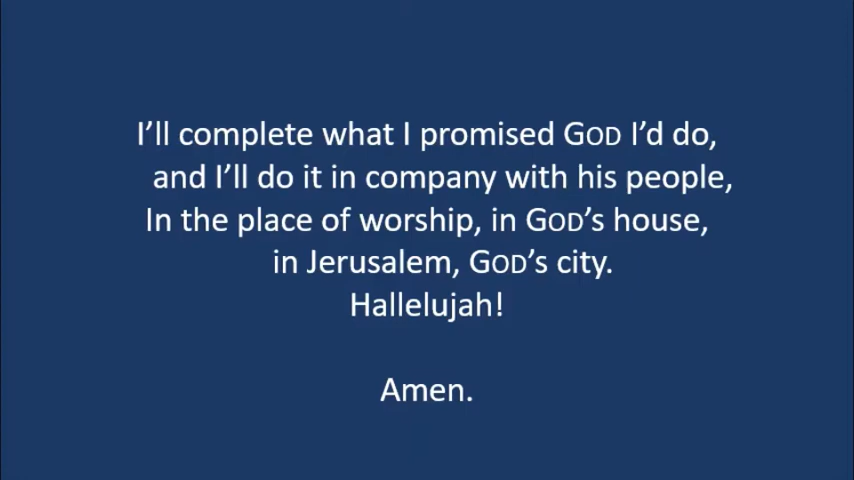 I’ll complete what I promised GOD I’d do,
and I’ll do it in company with his people,
In the place of worship, in GOD’s house,
in Jerusalem, GOD’s city.
Hallelujah!
Amen.